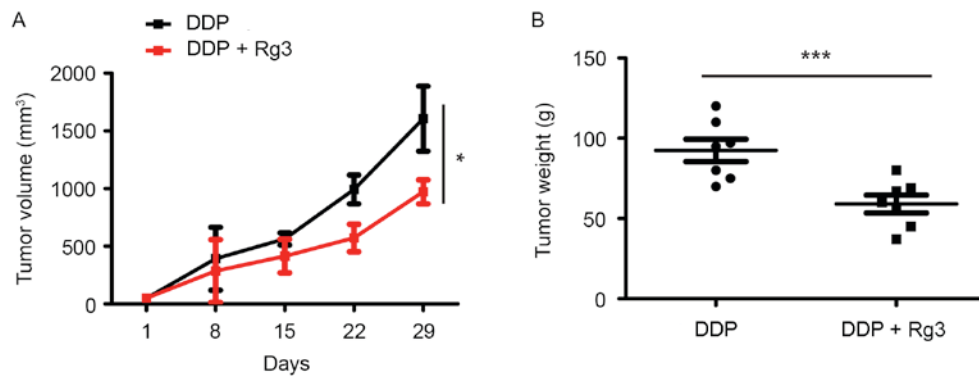 A
DDP
DDP + Rg3
Tumor volume (mm³)
2000
1500
1000
500
0
*
1 8 15 22 29
Days
B
***
Tumor weight (g)
150
100
50
0
DDP DDP + Rg3